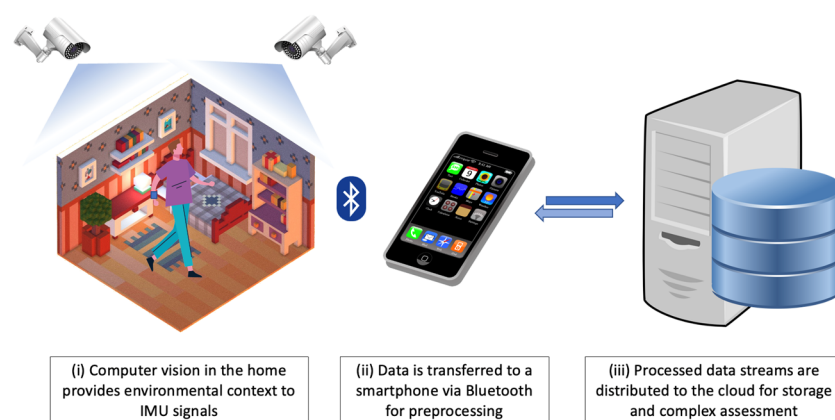 (i) Computer vision in the home
provides environmental context to
IMU signals
(ii) Data is transferred to a
smartphone via Bluetooth
for preprocessing
(iii) Processed data streams are
distributed to the cloud for storage
and complex assessment